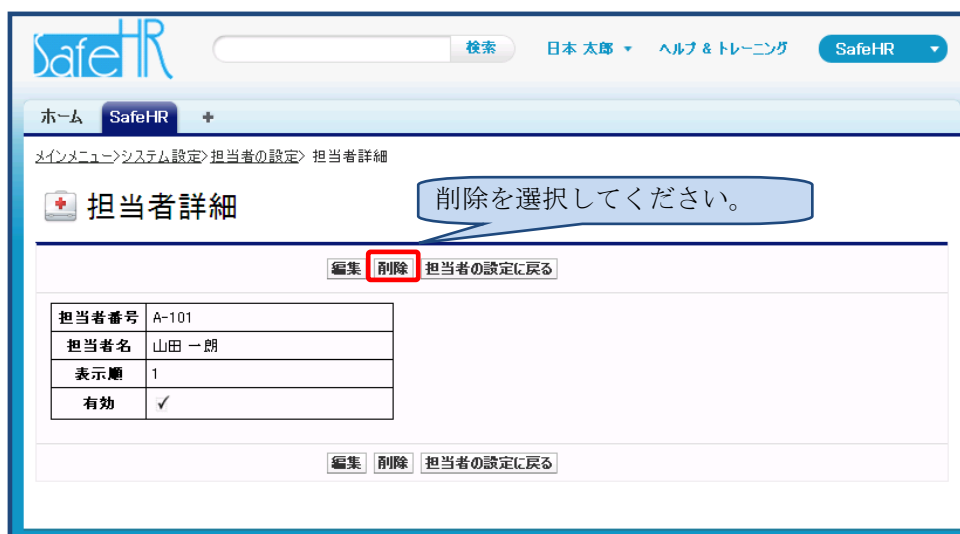 SafeHR 検索 日本 太郎 ヘルプ & トレーニング SafeHR
ホーム SafeHR +
メインメニュー>システム設定>担当者の設定> 担当者詳細
担当者詳細
削除を選択してください。
編集 削除 担当者の設定に戻る
担当者番号 A-101
担当者名 山田 一朗
表示順 1
有効 ✓
編集 削除 担当者の設定に戻る